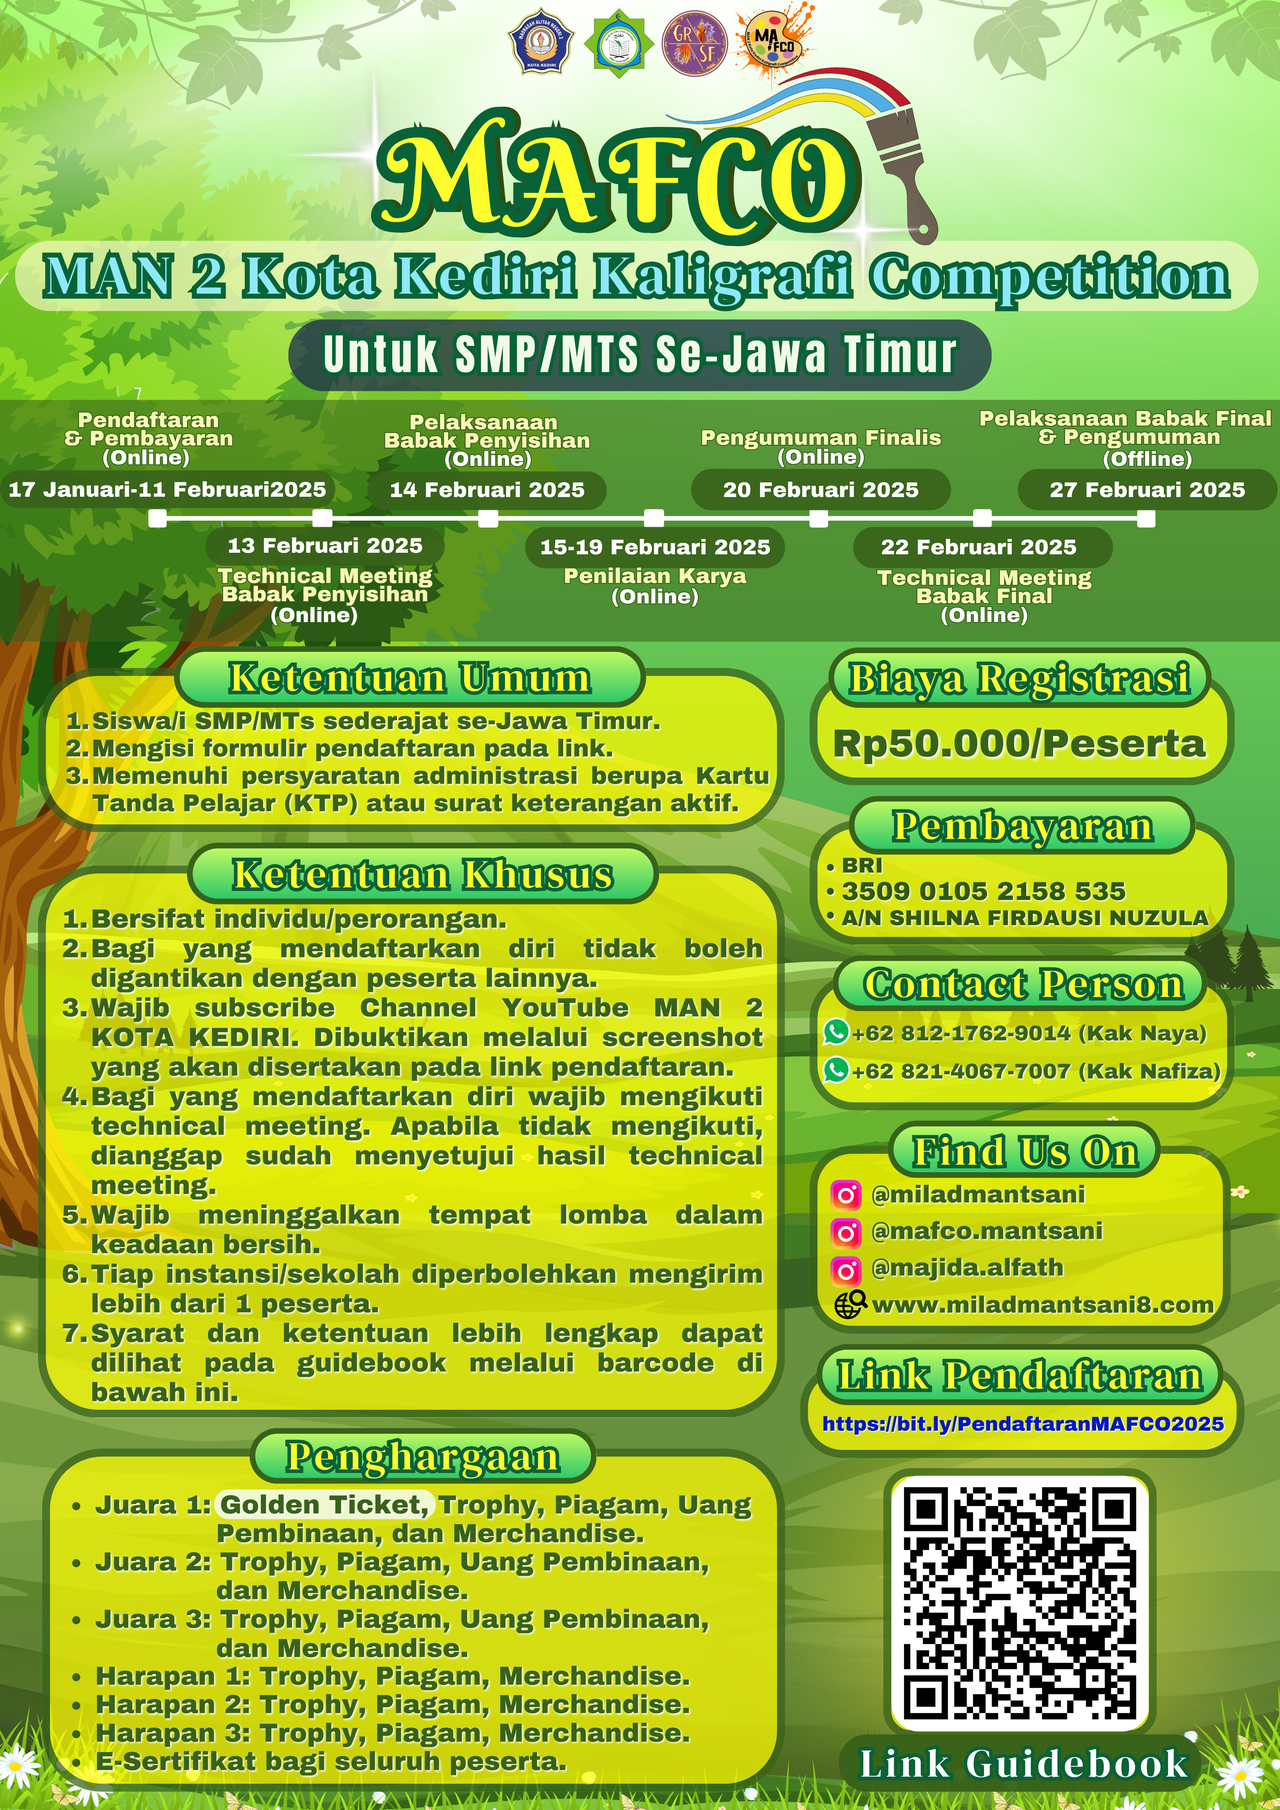 MADRASAH ALIYAH NEGERI 2
KOTA KEDIRI
GR SF
MA
FCO
MAFCO
MAN 2 Kota Kediri Kaligrafi Competition
Untuk SMP/MTS Se-Jawa Timur
7
Pendaftaran
& Pembayaran
(Online)
17 Januari-11 Februari2025
13 Februari 2025
Technical Meeting
Babak Penyisihan
(Online)
Pelaksanaan
Babak Penyisihan
(Online)
14 Februari 2025
15-19 Februari 2025
Penilaian Karya
(Online)
Pengumuman Finalis
(Online)
20 Februari 2025
22 Februari 2025
Technical Meeting
Babak Final
(Online)
Pelaksanaan Babak Final
& Pengumuman
(Offline)
27 Februari 2025
Ketentuan Umum
1. Siswa/i SMP/MTs sederajat se-Jawa Timur.
2. Mengisi formulir pendaftaran pada link.
3. Memenuhi persyaratan administrasi berupa Kartu
Tanda Pelajar (KTP) atau surat keterangan aktif.
Ketentuan Khusus
1. Bersifat individu/perorangan.
2. Bagi yang mendaftarkan diri tidak boleh
digantikan dengan peserta lainnya.
3. Wajib subscribe Channel YouTube MAN 2
KOTA KEDIRI. Dibuktikan melalui screenshot
yang akan disertakan pada link pendaftaran.
4. Bagi yang mendaftarkan diri wajib mengikuti
technical meeting. Apabila tidak mengikuti,
dianggap sudah menyetujui hasil technical
meeting.
5. Wajib meninggalkan tempat lomba dalam
keadaan bersih.
6. Tiap instansi/sekolah diperbolehkan mengirim
lebih dari 1 peserta.
7. Syarat dan ketentuan lebih lengkap dapat
dilihat pada guidebook melalui barcode di
bawah ini.
Penghargaan
• Juara 1: Golden Ticket, Trophy, Piagam, Uang
Pembinaan, dan Merchandise.
• Juara 2: Trophy, Piagam, Uang Pembinaan,
dan Merchandise.
• Juara 3: Trophy, Piagam, Uang Pembinaan,
dan Merchandise.
• Harapan 1: Trophy, Piagam, Merchandise.
• Harapan 2: Trophy, Piagam, Merchandise.
• Harapan 3: Trophy, Piagam, Merchandise.
• E-Sertifikat bagi seluruh peserta.
Biaya Registrasi
Rp50.000/Peserta
Pembayaran
• BRI
• 3509 0105 2158 535
• A/N SHILNA FIRDAUSI NUZULA
Contact Person
+62 812-1762-9014 (Kak Naya)
+62 821-4067-7007 (Kak Nafiza)
Find Us On
@miladmantsani
@mafco.mantsani
@majida.alfath
www.miladmantsani8.com
Link Pendaftaran
https://bit.ly/PendaftaranMAFCO2025
Link Guidebook